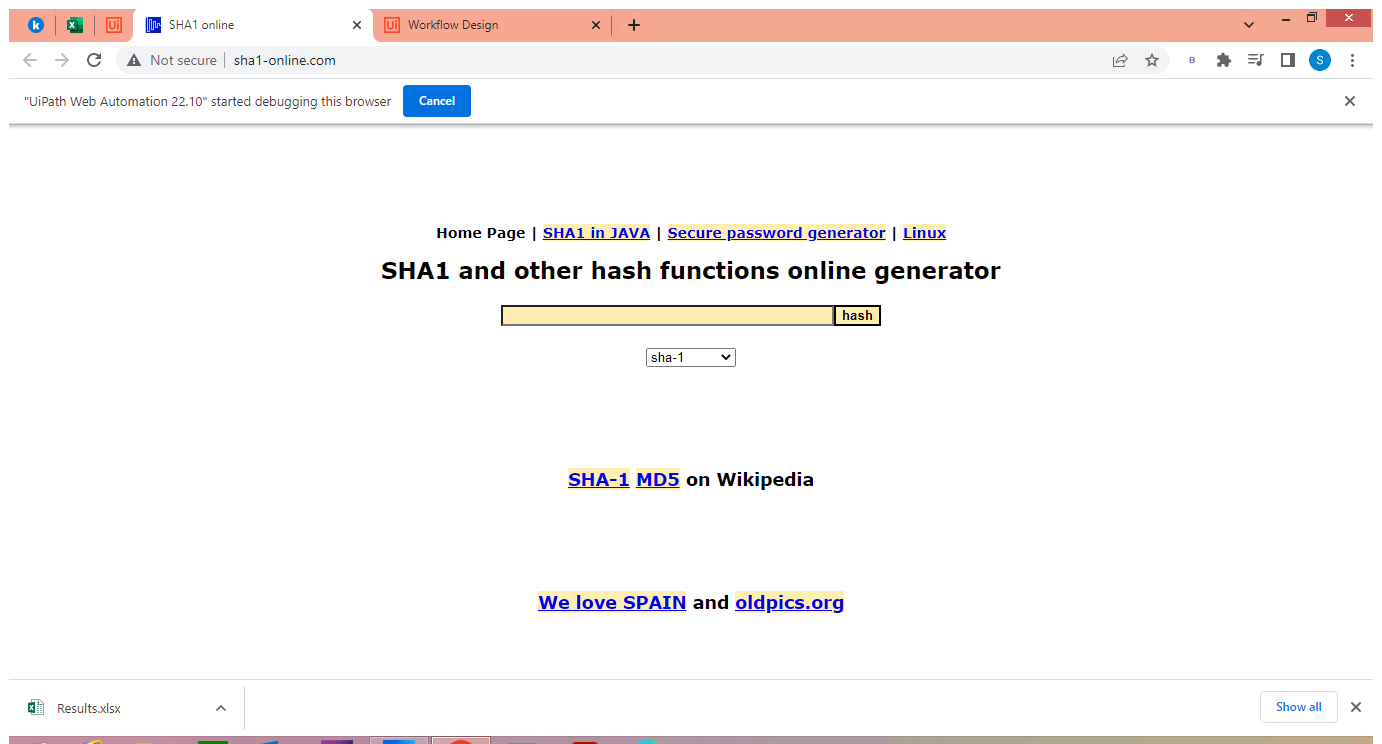 SHA1 online
Workflow Design
Not secure
sha1-online.com
"UiPath Web Automation 22.10" started debugging this browser
Cancel
Home Page | SHA1 in JAVA | Secure password generator | Linux
SHA1 and other hash functions online generator
hash
sha-1
SHA-1 MD5 on Wikipedia
We love SPAIN and oldpics.org
Results.xlsx
Show all